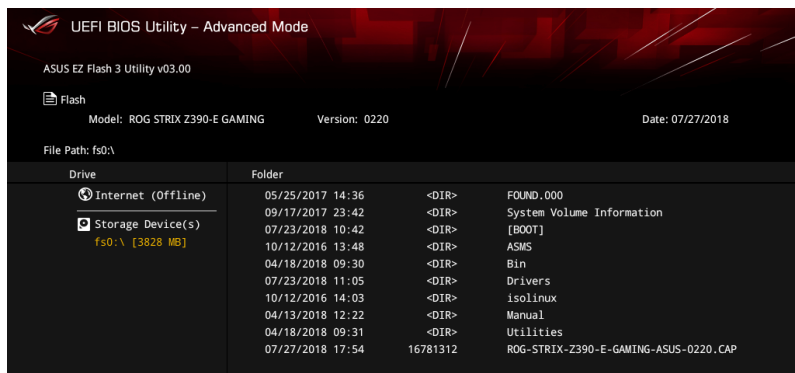 UEFI BIOS Utility – Advanced Mode
ASUS EZ Flash 3 Utility v03.00
Flash
Model: ROG STRIX Z390-E GAMING Version: 0220 Date: 07/27/2018
File Path: fs0:\
Drive Folder
Internet (Offline) 05/25/2017 14:36 <DIR> FOUND.000
09/17/2017 23:42 <DIR> System Volume Information
Storage Device(s) 07/23/2018 10:42 <DIR> [BOOT]
fs0:\ [3828 MB] 10/12/2016 13:48 <DIR> ASMS
04/18/2018 09:30 <DIR> Bin
07/23/2018 11:05 <DIR> Drivers
10/12/2016 14:03 <DIR> isolinux
04/13/2018 12:22 <DIR> Manual
04/18/2018 09:31 <DIR> Utilities
07/27/2018 17:54 16781312 ROG-STRIX-Z390-E-GAMING-ASUS-0220.CAP